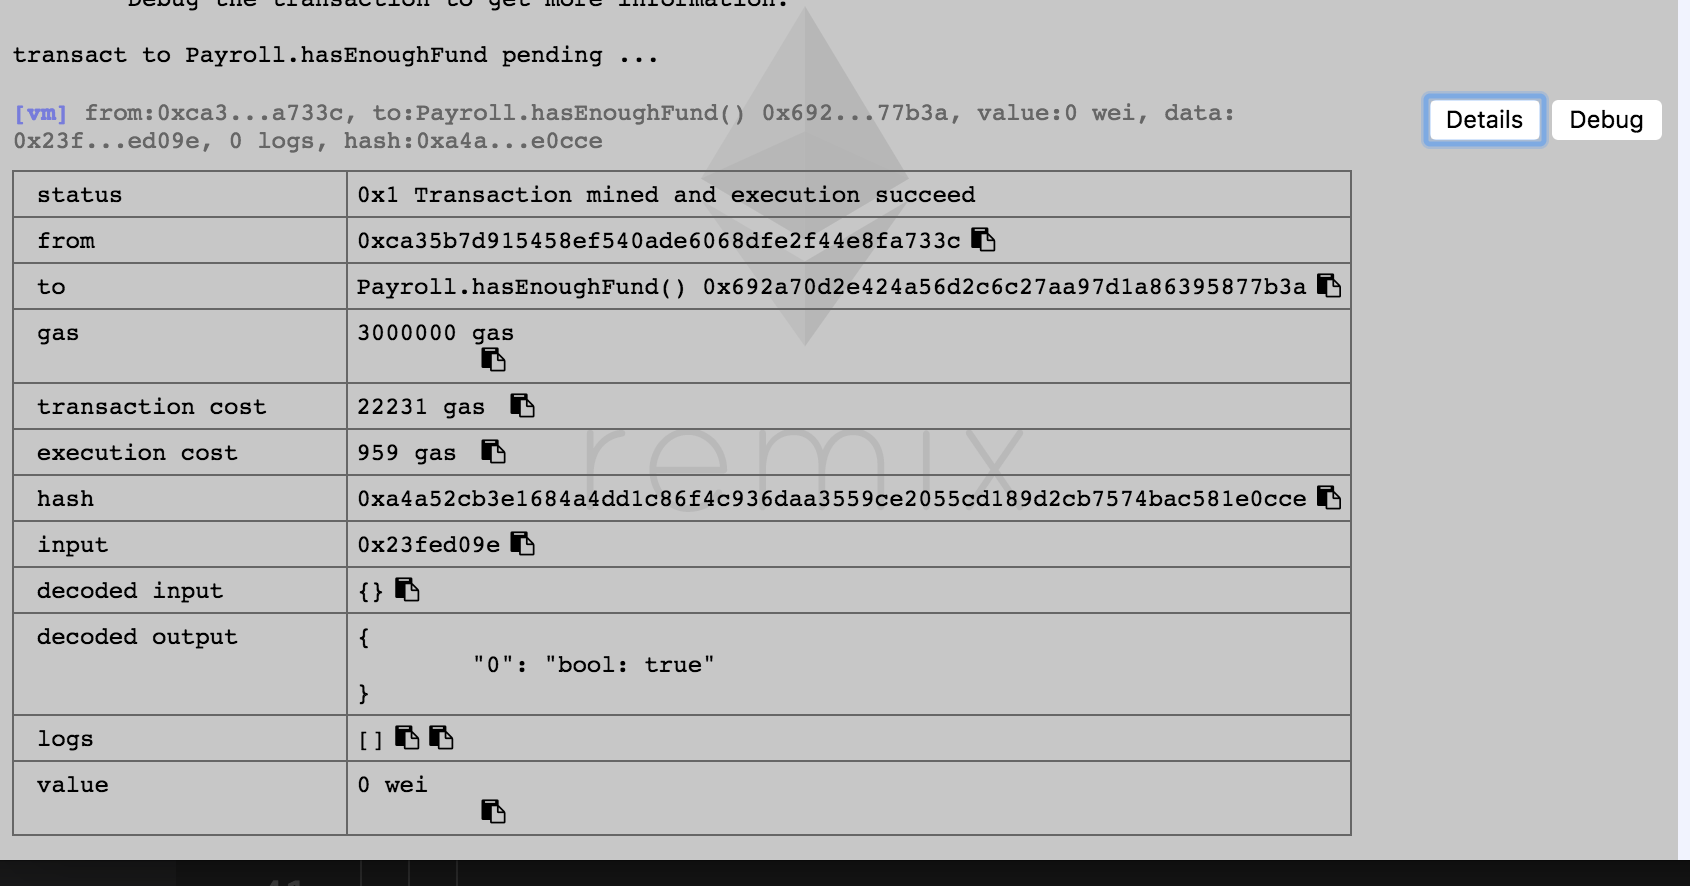 Debug the transaction to get more information.
transact to Payroll.hasEnoughFund pending ...
[vm] from:0xca3...a733c, to:Payroll.hasEnoughFund() 0x692...77b3a, value:0 wei, data:
0x23f...ed09e, 0 logs, hash:0xa4a...e0cce
Details
Debug
status 0x1 Transaction mined and execution succeed
from 0xca35b7d915458ef540ade6068dfe2f44e8fa733c
to Payroll.hasEnoughFund() 0x692a70d2e424a56d2c6c27aa97d1a86395877b3a
gas 3000000 gas
transaction cost 22231 gas
execution cost 959 gas
remix
hash 0xa4a52cb3e1684a4dd1c86f4c936daa3559ce2055cd189d2cb7574bac581e0cce
input 0x23fed09e
decoded input {}
decoded output {
"0": "bool: true"
}
logs []
value 0 wei